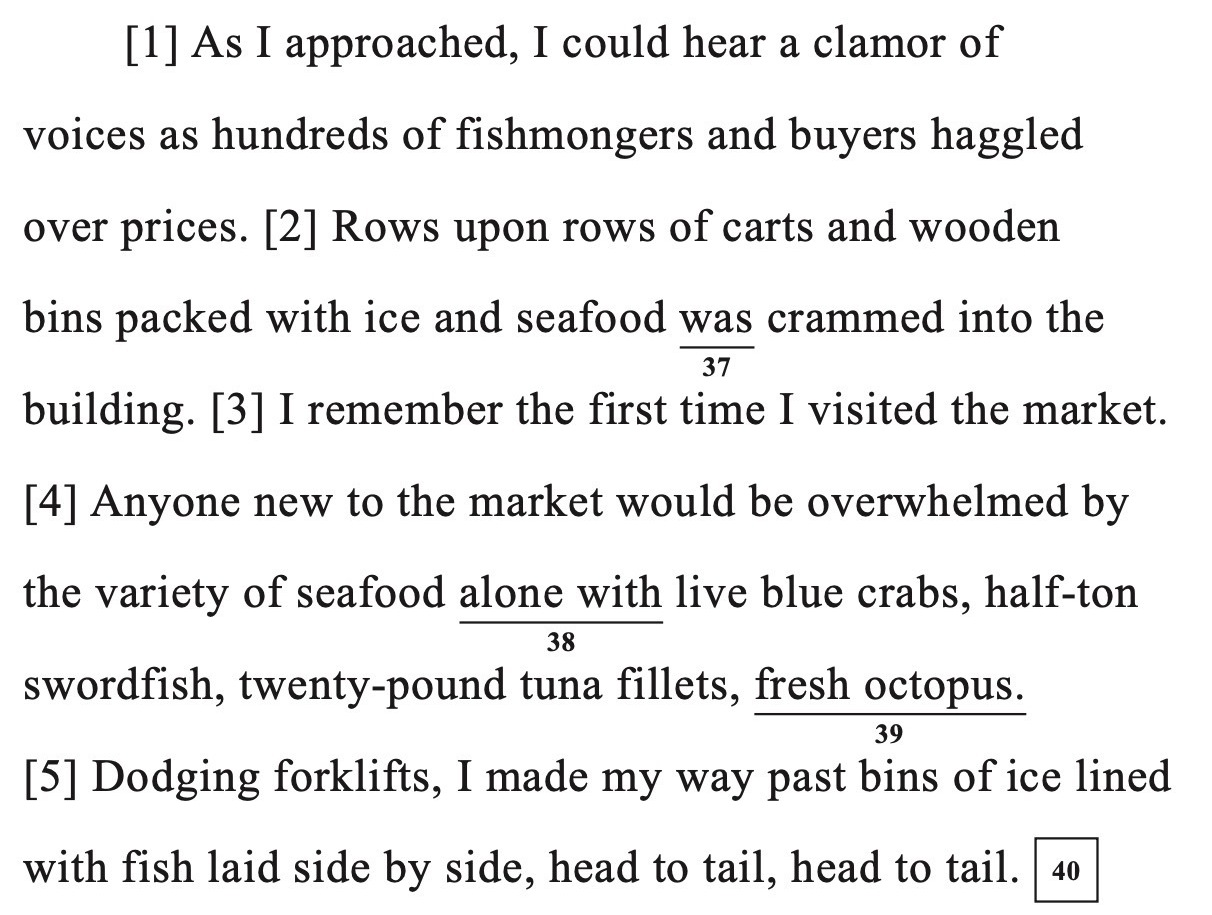 [1] As I approached, I could hear a clamor of
voices as hundreds of fishmongers and buyers haggled
over prices. [2] Rows upon rows of carts and wooden
bins packed with ice and seafood was crammed into the
37
building. [3] I remember the first time I visited the market.
[4] Anyone new to the market would be overwhelmed by
the variety of seafood alone with live blue crabs, half-ton
38
swordfish, twenty-pound tuna fillets, fresh octopus.
39
[5] Dodging forklifts, I made my way past bins of ice lined
with fish laid side by side, head to tail, head to tail. 40